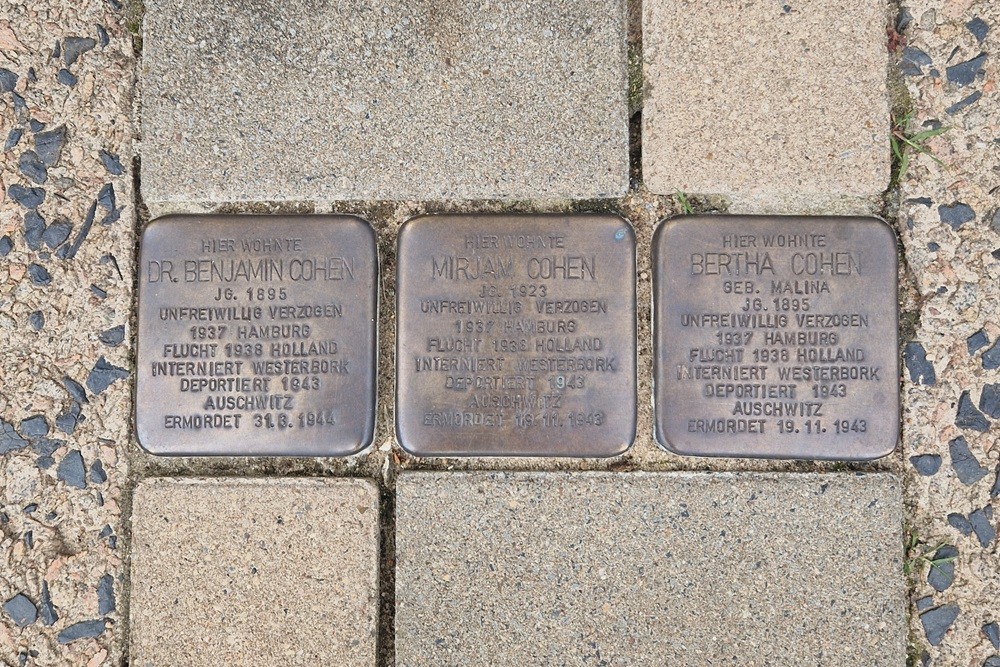 HIER WOHNTE
DR. BENJAMIN COHEN
JG. 1895
UNFREIWILLIG VERZOGEN
1937 HAMBURG
FLUCHT 1938 HOLLAND
INTERNIERT WESTERBORK
DEPORTIERT 1943
AUSCHWITZ
ERMORDET 31.3.1944
HIER WOHNTE
MIRJAM COHEN
JG. 1923
UNFREIWILLIG VERZOGEN
1937 HAMBURG
FLUCHT 1938 HOLLAND
INTERNIERT WESTERBORK
DEPORTIERT 1943
AUSCHWITZ
ERMORDET 19.11.1943
HIER WOHNTE
BERTHA COHEN
GEB. MALINA
JG. 1895
UNFREIWILLIG VERZOGEN
1937 HAMBURG
FLUCHT 1938 HOLLAND
INTERNIERT WESTERBORK
DEPORTIERT 1943
AUSCHWITZ
ERMORDET 19.11.1943